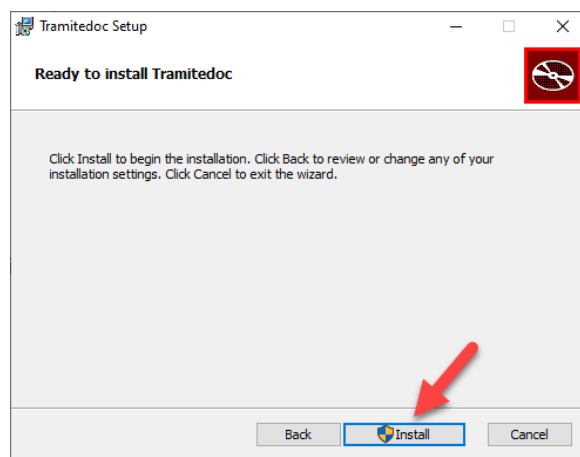 Tramitedoc Setup
Ready to install Tramitedoc
Click Install to begin the installation. Click Back to review or change any of your
installation settings. Click Cancel to exit the wizard.
Back Install Cancel